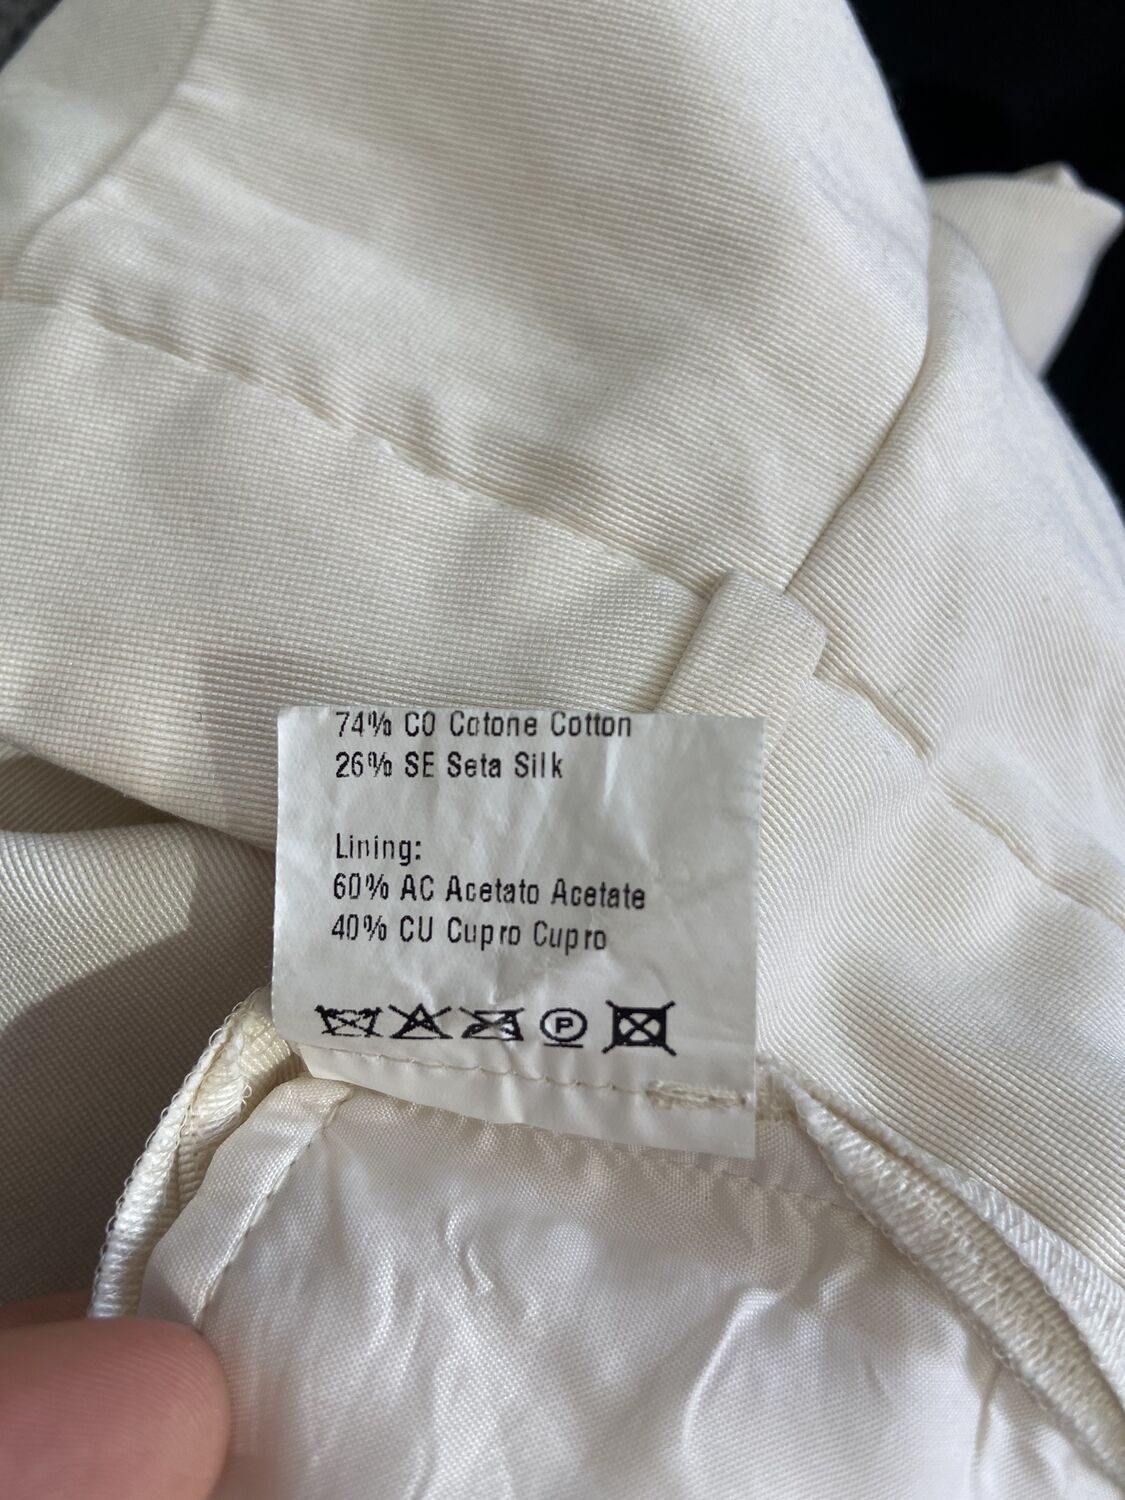 74% CO Cotone Cotton
26% SE Seta Silk
Lining:
60% AC Acetato Acetate
40% CU Cupro Cupro
P